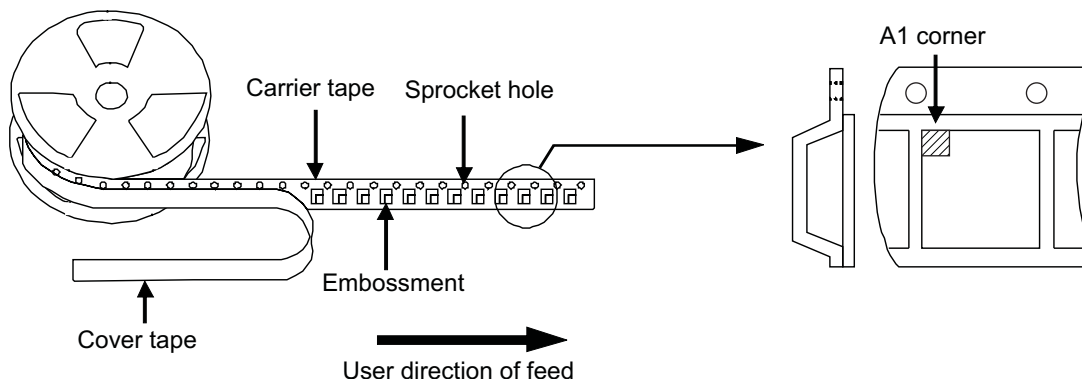 A1 corner
Carrier tape
Sprocket hole
Embossment
Cover tape
User direction of feed